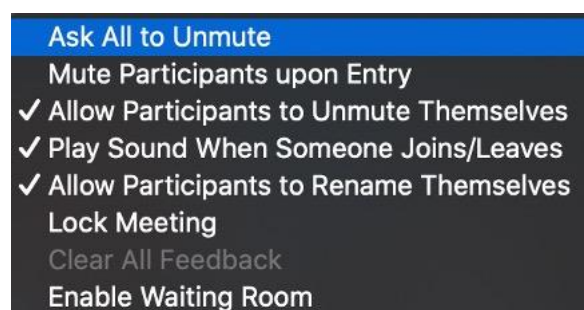 Ask All to Unmute
Mute Participants upon Entry
✓ Allow Participants to Unmute Themselves
✓ Play Sound When Someone Joins/Leaves
✓ Allow Participants to Rename Themselves
Lock Meeting
Clear All Feedback
Enable Waiting Room